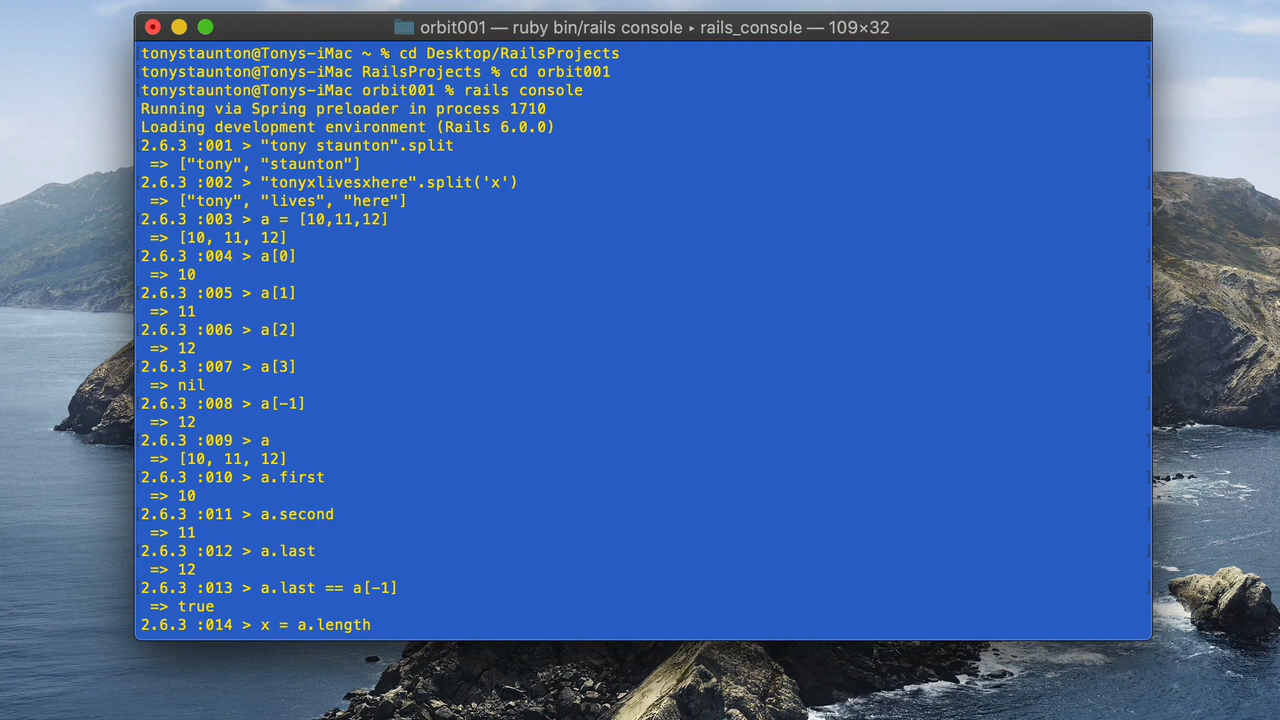 orbit001 — ruby bin/rails console ▸ rails_console — 109×32
tonystaunton@Tonys-iMac ~ % cd Desktop/RailsProjects
tonystaunton@Tonys-iMac RailsProjects % cd orbit001
tonystaunton@Tonys-iMac orbit001 % rails console
Running via Spring preloader in process 1710
Loading development environment (Rails 6.0.0)
2.6.3 :001 > "tony staunton".split
=> ["tony", "staunton"]
2.6.3 :002 > "tonyxlivesxhere".split('x')
=> ["tony", "lives", "here"]
2.6.3 :003 > a = [10,11,12]
=> [10, 11, 12]
2.6.3 :004 > a[0]
=> 10
2.6.3 :005 > a[1]
=> 11
2.6.3 :006 > a[2]
=> 12
2.6.3 :007 > a[3]
=> nil
2.6.3 :008 > a[-1]
=> 12
2.6.3 :009 > a
=> [10, 11, 12]
2.6.3 :010 > a.first
=> 10
2.6.3 :011 > a.second
=> 11
2.6.3 :012 > a.last
=> 12
2.6.3 :013 > a.last == a[-1]
=> true
2.6.3 :014 > x = a.length